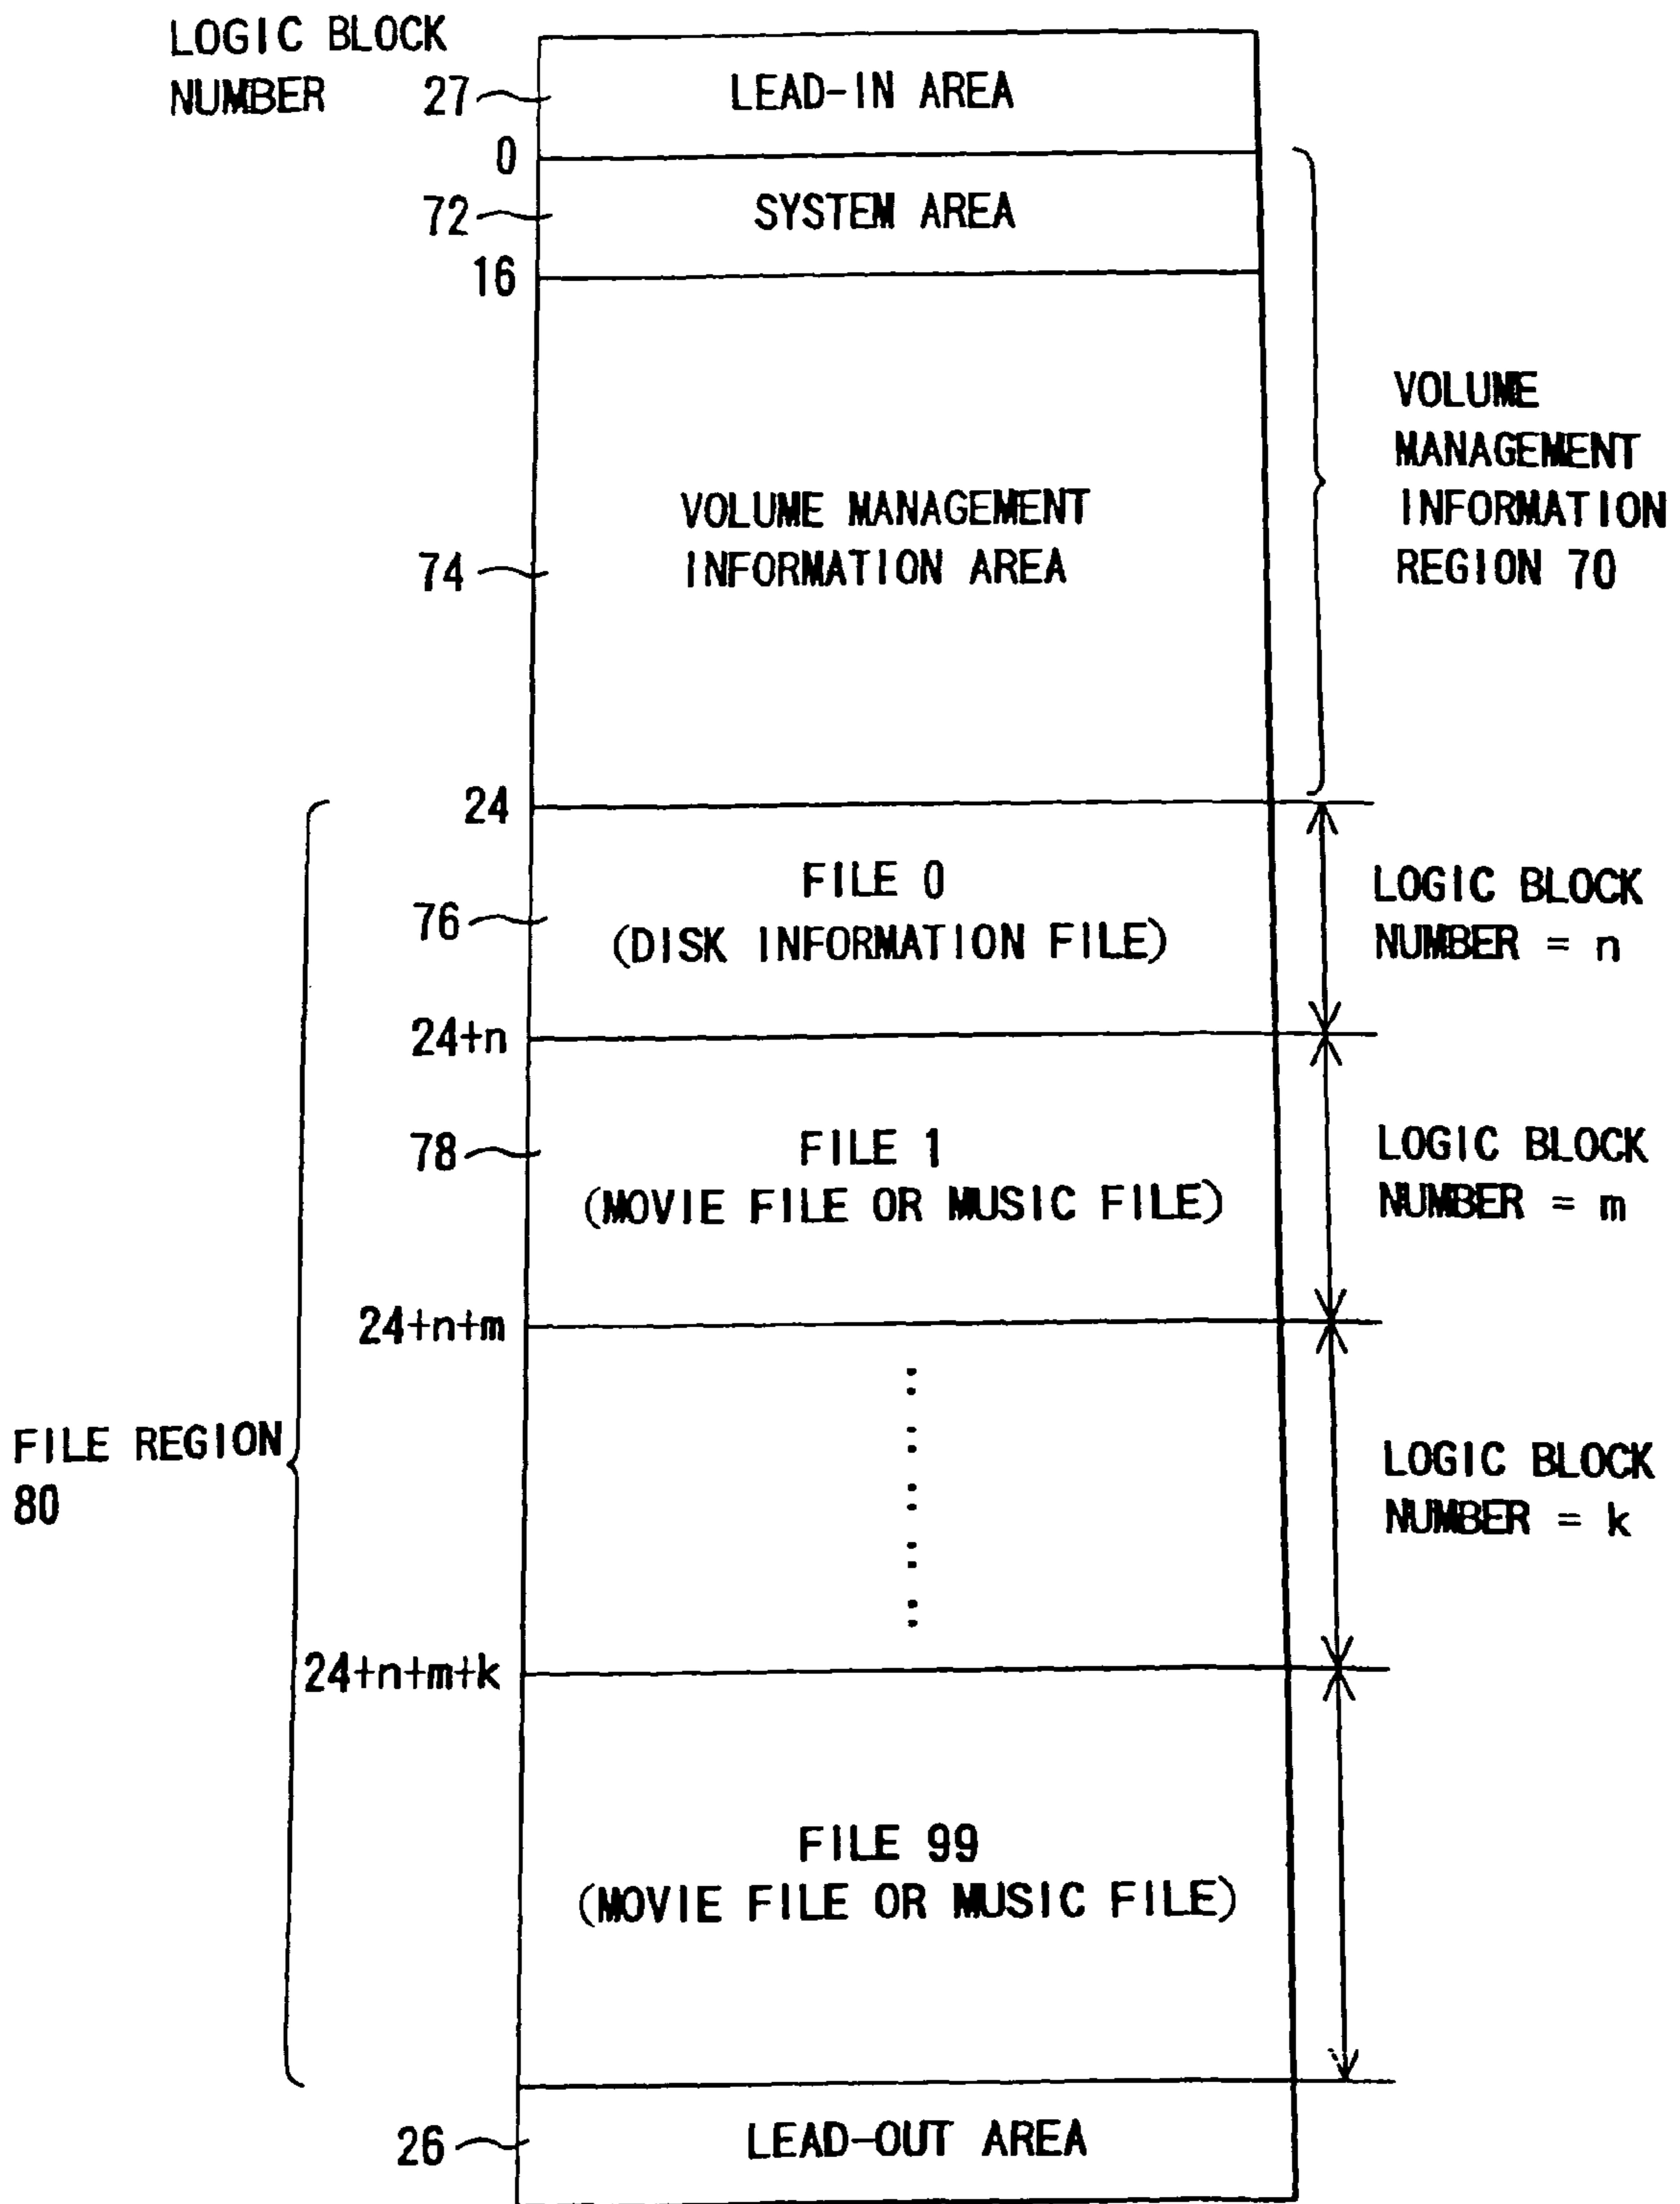 LOGIC BLOCK
NUMBER
27
LEAD-IN AREA
0
72
SYSTEM AREA
16
VOLUME
MANAGEMENT
INFORMATION
REGION 70
VOLUME MANAGEMENT
INFORMATION AREA
74
24
FILE 0
(DISK INFORMATION FILE)
76
LOGIC BLOCK
NUMBER = n
24+n
78
FILE 1
(MOVIE FILE OR MUSIC FILE)
LOGIC BLOCK
NUMBER = m
24+n+m
FILE REGION
80
LOGIC BLOCK
NUMBER = k
24+n+m+k
FILE 99
(MOVIE FILE OR MUSIC FILE)
26
LEAD-OUT AREA